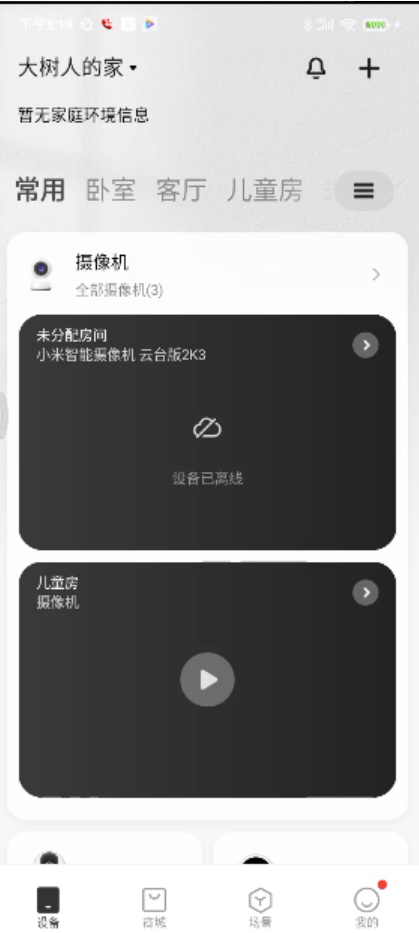 下午5:19
大树人的家
暂无家庭环境信息
常用 卧室 客厅 儿童房
摄像机
全部摄像机(3)
未分配房间
小米智能摄像机 云台版2K3
设备已离线
儿童房
摄像机
设备 商城 场景 我的